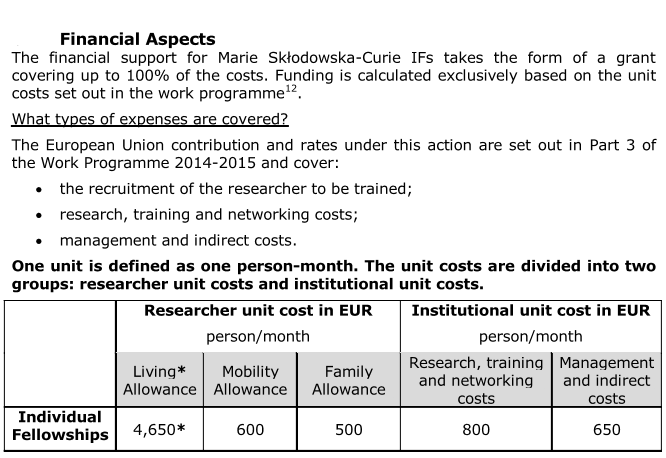 Financial Aspects
The financial support for Marie Skłodowska-Curie IFs takes the form of a grant
covering up to 100% of the costs. Funding is calculated exclusively based on the unit
costs set out in the work programme12.
What types of expenses are covered?
The European Union contribution and rates under this action are set out in Part 3 of
the Work Programme 2014-2015 and cover:
• the recruitment of the researcher to be trained;
• research, training and networking costs;
• management and indirect costs.
One unit is defined as one person-month. The unit costs are divided into two
groups: researcher unit costs and institutional unit costs.
Researcher unit cost in EUR
person/month
Institutional unit cost in EUR
person/month
Living*
Allowance
Mobility
Allowance
Family
Allowance
Research, training
and networking
costs
Management
and indirect
costs
Individual
Fellowships
4,650*
600
500
800
650